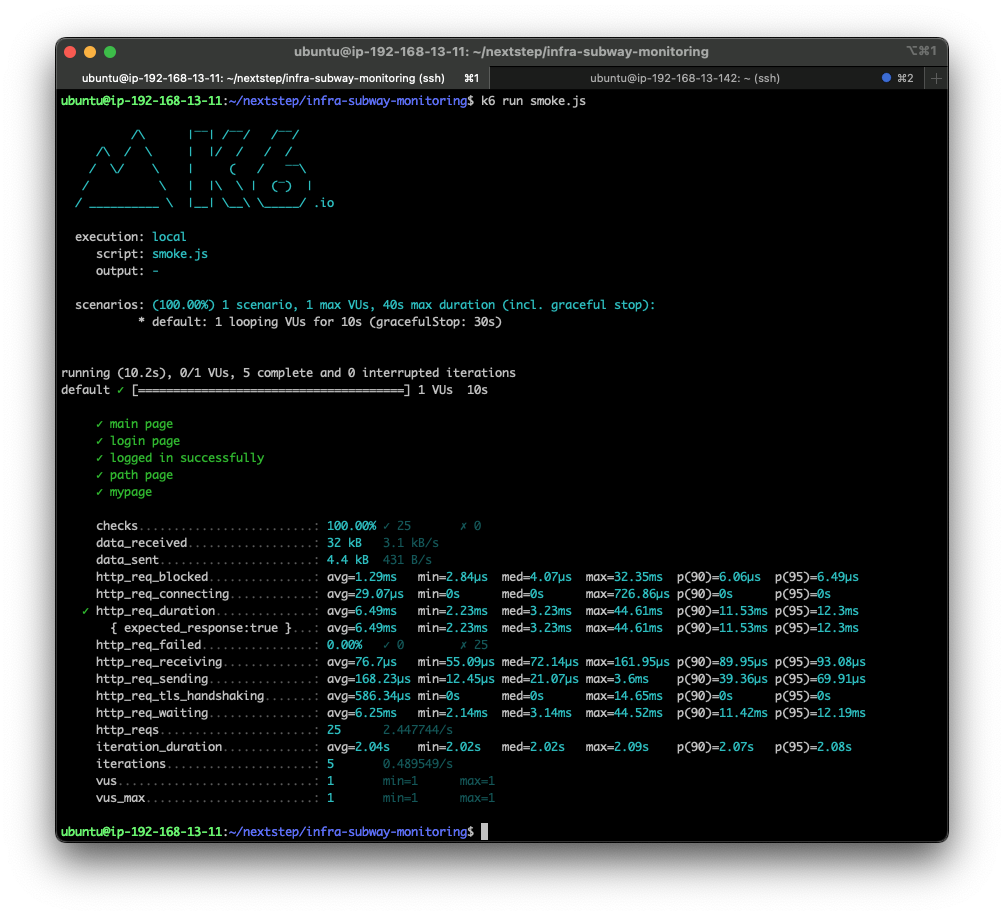 ubuntu@ip-192-168-13-11: ~/nextstep/infra-subway-monitoring
⌥⌘1
ubuntu@ip-192-168-13-11: ~/nextstep/infra-subway-monitoring (ssh) ⌘1
ubuntu@ip-192-168-13-142: ~ (ssh) ⌘2
ubuntu@ip-192-168-13-11:~/nextstep/infra-subway-monitoring$ k6 run smoke.js
          /\      |‾‾| /‾‾/   /‾‾/
     /\  /  \     |  |/  /   /  /
    /  \/    \    |     (   /   ‾‾\
   /          \   |  |\  \ |  (‾)  |
  / __________ \  |__| \__\ \_____/ .io
execution: local
script: smoke.js
output: -
scenarios: (100.00%) 1 scenario, 1 max VUs, 40s max duration (incl. graceful stop):
* default: 1 looping VUs for 10s (gracefulStop: 30s)
running (10.2s), 0/1 VUs, 5 complete and 0 interrupted iterations
default ✓ [======================================] 1 VUs  10s
✓ main page
✓ login page
✓ logged in successfully
✓ path page
✓ mypage
checks.........................: 100.00% ✓ 25       ✗ 0
data_received..................: 32 kB   3.1 kB/s
data_sent......................: 4.4 kB  431 B/s
http_req_blocked...............: avg=1.29ms   min=2.84µs  med=4.07µs  max=32.35ms  p(90)=6.06µs  p(95)=6.49µs
http_req_connecting............: avg=29.07µs  min=0s      med=0s      max=726.86µs p(90)=0s      p(95)=0s
✓ http_req_duration..............: avg=6.49ms   min=2.23ms  med=3.23ms  max=44.61ms  p(90)=11.53ms p(95)=12.3ms
{ expected_response:true }...: avg=6.49ms   min=2.23ms  med=3.23ms  max=44.61ms  p(90)=11.53ms p(95)=12.3ms
http_req_failed................: 0.00%   ✓ 0        ✗ 25
http_req_receiving.............: avg=76.7µs   min=55.09µs med=72.14µs max=161.95µs p(90)=89.95µs p(95)=93.08µs
http_req_sending...............: avg=168.23µs min=12.45µs med=21.07µs max=3.6ms    p(90)=39.36µs p(95)=69.91µs
http_req_tls_handshaking.......: avg=586.34µs min=0s      med=0s      max=14.65ms  p(90)=0s      p(95)=0s
http_req_waiting...............: avg=6.25ms   min=2.14ms  med=3.14ms  max=44.52ms  p(90)=11.42ms p(95)=12.19ms
http_reqs......................: 25      2.447744/s
iteration_duration.............: avg=2.04s    min=2.02s   med=2.02s   max=2.09s    p(90)=2.07s   p(95)=2.08s
iterations.....................: 5       0.489549/s
vus............................: 1       min=1      max=1
vus_max........................: 1       min=1      max=1
ubuntu@ip-192-168-13-11:~/nextstep/infra-subway-monitoring$